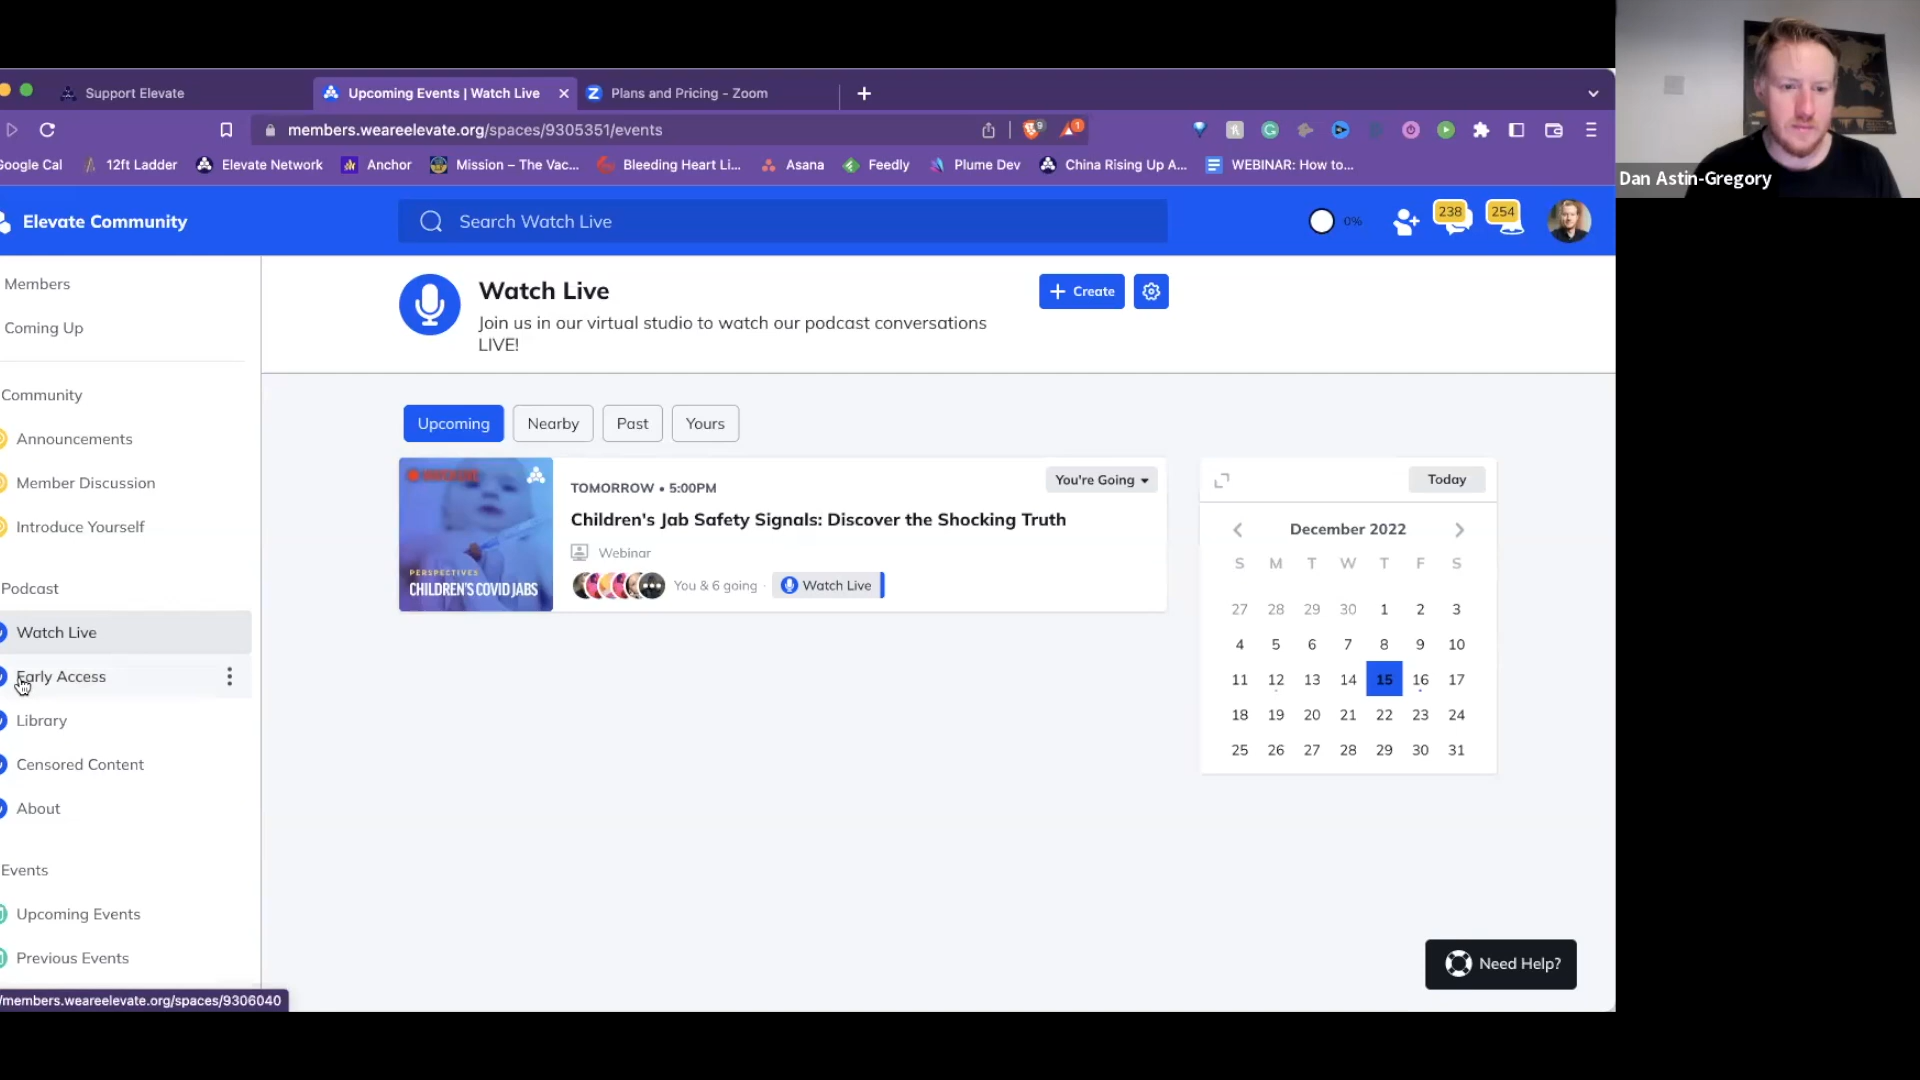 Support Elevate
Upcoming Events | Watch Live
Plans and Pricing - Zoom
members.weareelevate.org/spaces/9305351/events
9
1
Google Cal
12ft Ladder
Elevate Network
Anchor
Mission – The Vac...
Bleeding Heart Li...
Asana
Feedly
Plume Dev
China Rising Up A...
WEBINAR: How to...
Dan Astin-Gregory
Elevate Community
Search Watch Live
0%
238
254
Members
Coming Up
Community
Announcements
Member Discussion
Introduce Yourself
Podcast
Watch Live
Early Access
Library
Censored Content
About
Events
Upcoming Events
Previous Events
/members.weareelevate.org/spaces/9306040
Watch Live
Join us in our virtual studio to watch our podcast conversations
LIVE!
+ Create
Upcoming
Nearby
Past
Yours
PERSPECTIVES
CHILDREN'S COVID JABS
TOMORROW • 5:00PM
You're Going
Children's Jab Safety Signals: Discover the Shocking Truth
Webinar
You & 6 going ·
Watch Live
Today
December 2022
S M T W T F S
27 28 29 30 1 2 3
4 5 6 7 8 9 10
11 12 13 14 15 16 17
18 19 20 21 22 23 24
25 26 27 28 29 30 31
Need Help?